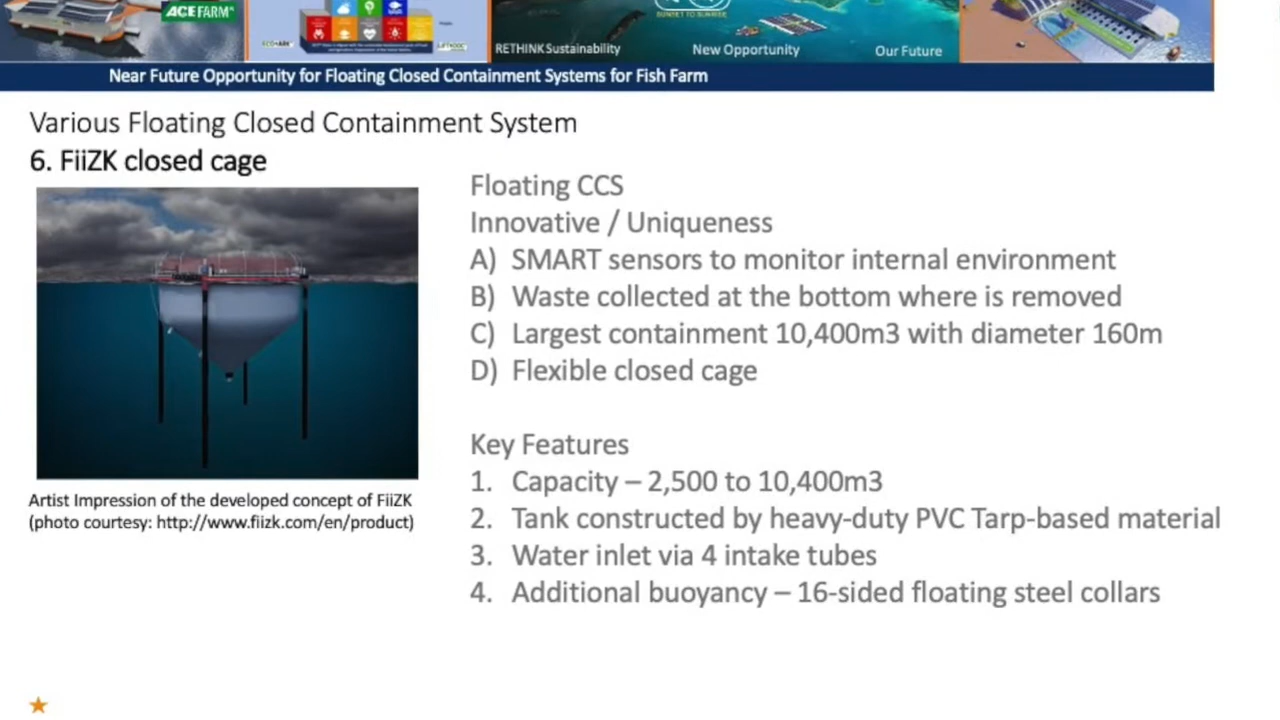 ACE FARM
ECO-ARK
RETHINK Sustainability
SUNSET TO SUNRISE
New Opportunity
Our Future
Near Future Opportunity for Floating Closed Containment Systems for Fish Farm
Various Floating Closed Containment System
6. FiiZK closed cage
Floating CCS
Innovative / Uniqueness
A) SMART sensors to monitor internal environment
B) Waste collected at the bottom where is removed
C) Largest containment 10,400m3 with diameter 160m
D) Flexible closed cage
Key Features
1. Capacity – 2,500 to 10,400m3
2. Tank constructed by heavy-duty PVC Tarp-based material
3. Water inlet via 4 intake tubes
4. Additional buoyancy – 16-sided floating steel collars
Artist Impression of the developed concept of FiiZK
(photo courtesy: http://www.fiizk.com/en/product)